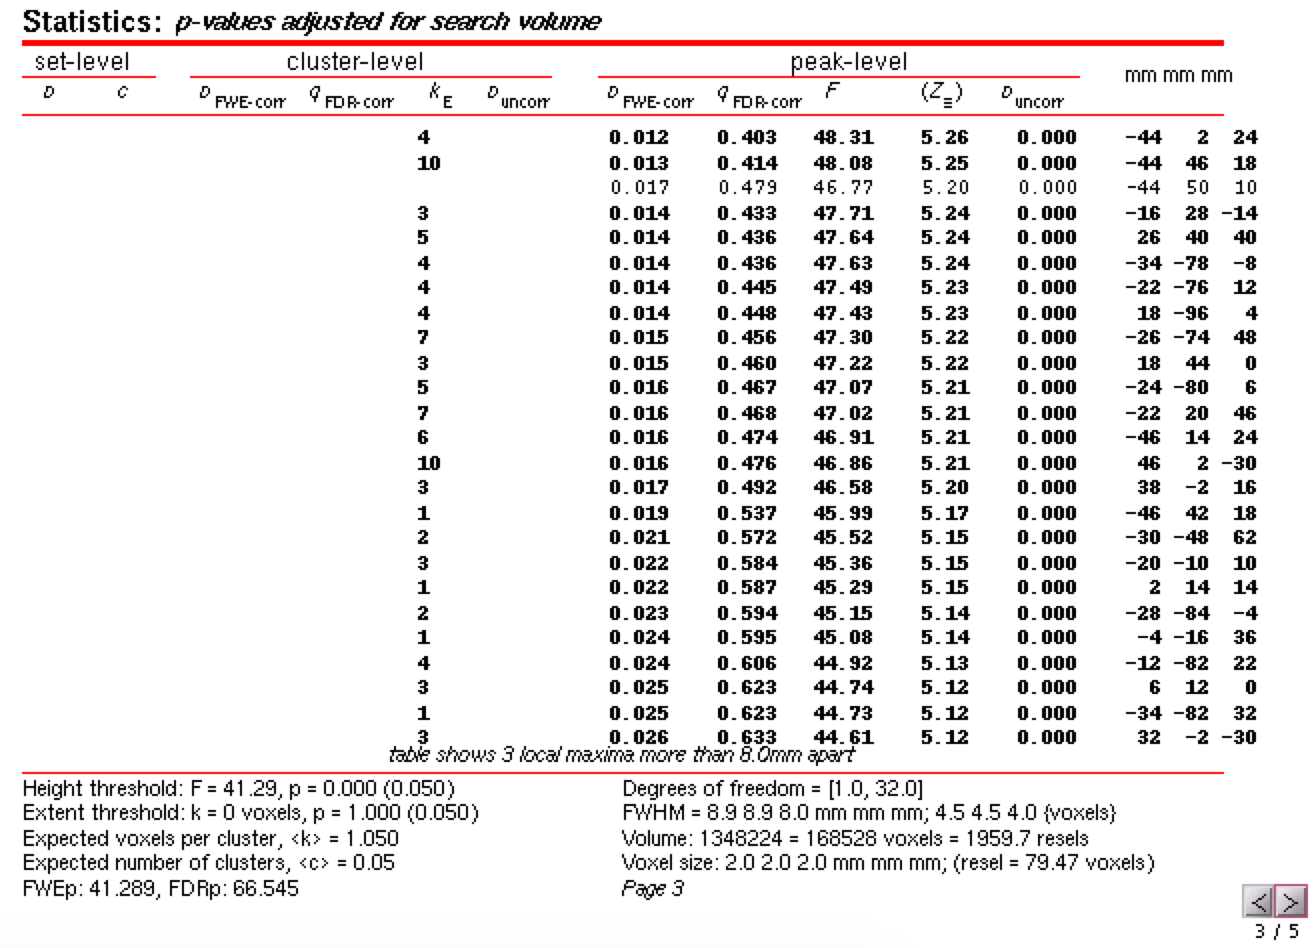 Statistics: p-values adjusted for search volume
set-level cluster-level peak-level mm mm mm
p c p FWE-corr q FDR-corr k E p uncorr p FWE-corr q FDR-corr F (Z≡) p uncorr
4 0.012 0.403 48.31 5.26 0.000 -44 2 24
10 0.013 0.414 48.08 5.25 0.000 -44 46 18
0.017 0.479 46.77 5.20 0.000 -44 50 10
3 0.014 0.433 47.71 5.24 0.000 -16 28 -14
5 0.014 0.436 47.64 5.24 0.000 26 40 40
4 0.014 0.436 47.63 5.24 0.000 -34 -78 -8
4 0.014 0.445 47.49 5.23 0.000 -22 -76 12
4 0.014 0.448 47.43 5.23 0.000 18 -96 4
7 0.015 0.456 47.30 5.22 0.000 -26 -74 48
3 0.015 0.460 47.22 5.22 0.000 18 44 0
5 0.016 0.467 47.07 5.21 0.000 -24 -80 6
7 0.016 0.468 47.02 5.21 0.000 -22 20 46
6 0.016 0.474 46.91 5.21 0.000 -46 14 24
10 0.016 0.476 46.86 5.21 0.000 46 2 -30
3 0.017 0.492 46.58 5.20 0.000 38 -2 16
1 0.019 0.537 45.99 5.17 0.000 -46 42 18
2 0.021 0.572 45.52 5.15 0.000 -30 -48 62
3 0.022 0.584 45.36 5.15 0.000 -20 -10 10
1 0.022 0.587 45.29 5.15 0.000 2 14 14
2 0.023 0.594 45.15 5.14 0.000 -28 -84 -4
1 0.024 0.595 45.08 5.14 0.000 -4 -16 36
4 0.024 0.606 44.92 5.13 0.000 -12 -82 22
3 0.025 0.623 44.74 5.12 0.000 6 12 0
1 0.025 0.623 44.73 5.12 0.000 -34 -82 32
3 0.026 0.633 44.61 5.12 0.000 32 -2 -30
table shows 3 local maxima more than 8.0mm apart
Height threshold: F = 41.29, p = 0.000 (0.050)
Extent threshold: k = 0 voxels, p = 1.000 (0.050)
Expected voxels per cluster, <k> = 1.050
Expected number of clusters, <c> = 0.05
FWEp: 41.289, FDRp: 66.545
Degrees of freedom = [1.0, 32.0]
FWHM = 8.9 8.9 8.0 mm mm mm; 4.5 4.5 4.0 {voxels}
Volume: 1348224 = 168528 voxels = 1959.7 resels
Voxel size: 2.0 2.0 2.0 mm mm mm; (resel = 79.47 voxels)
Page 3
< >
3 / 5